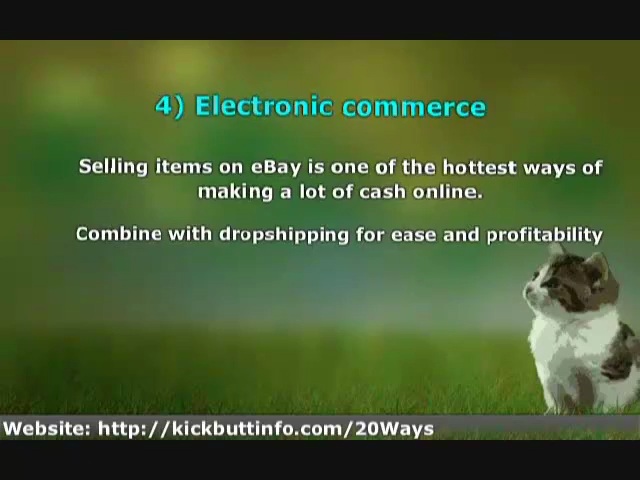 4) Electronic commerce
Selling items on eBay is one of the hottest ways of
making a lot of cash online.
Combine with dropshipping for ease and profitability
Website: http://kickbuttinfo.com/20Ways